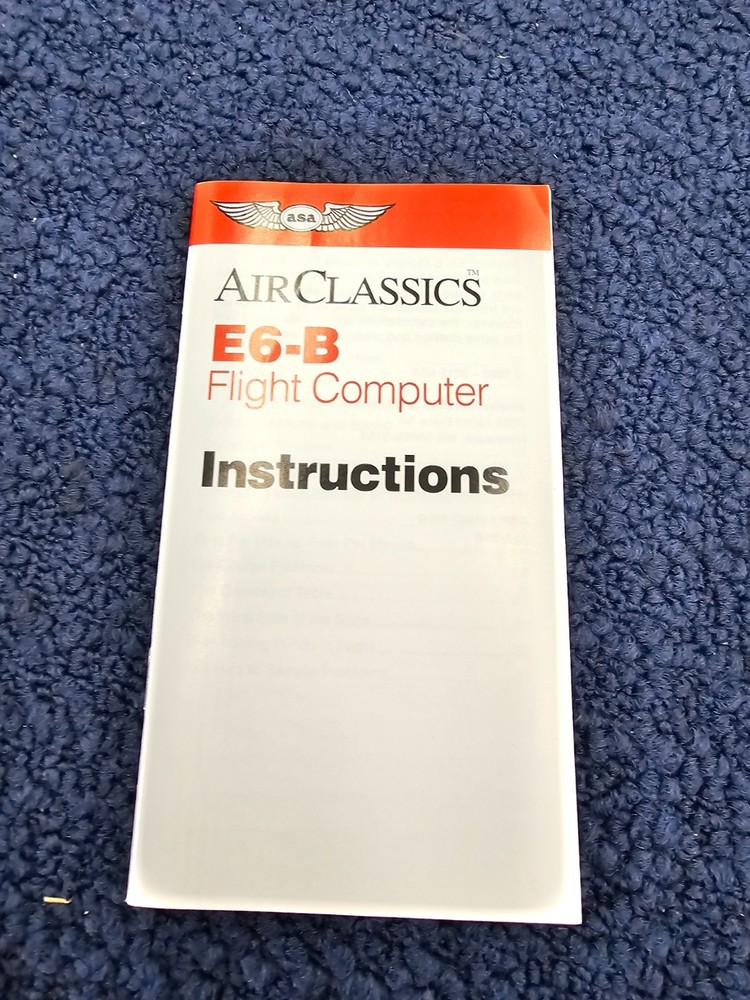 asa
AIRCLASSICS™
E6-B
Flight Computer
Instructions